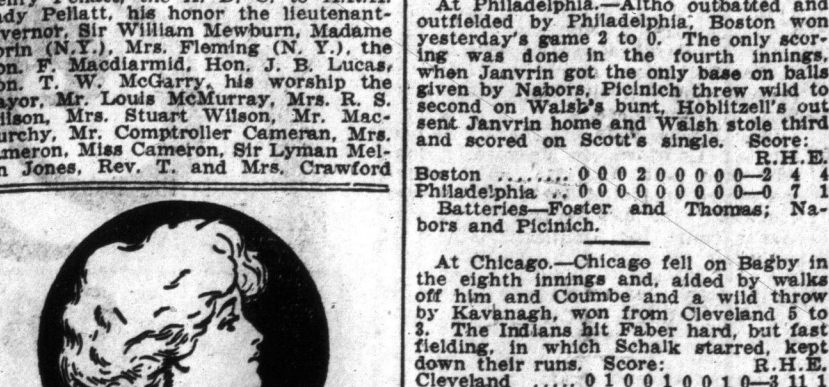 dy Pellatt, his honor the lieutenant-
vernor, Sir William Mewburn, Madame
orin (N.Y.), Mrs. Fleming (N. Y.), the
on. F. Macdiarmid, Hon. J. B. Lucas,
on. T. W. McGarry, his worship the
ayor, Mr. Louis McMurray, Mrs. R. S.
ilson, Mrs. Stuart Wilson, Mr. Mac-
urchy, Mr. Comptroller Cameran, Mrs.
ameron, Miss Cameron, Sir Lyman Mel-
n Jones, Rev. T. and Mrs. Crawford
At Philadelphia.—Altho outbatted and
outfielded by Philadelphia, Boston won
yesterday's game 2 to 0. The only scor-
ing was done in the fourth innings,
when Janvrin got the only base on balls
given by Nabors, Picinich threw wild to
second on Walsh's bunt, Hoblitzell's out
sent Janvrin home and Walsh stole third
and scored on Scott's single. Score:
R.H.E.
Boston ........ 0 0 0 2 0 0 0 0 0—2 4 4
Philadelphia .. 0 0 0 0 0 0 0 0 0—0 7 1
Batteries—Foster and Thomas; Na-
bors and Picinich.
At Chicago.—Chicago fell on Bagby in
the eighth innings and, aided by walks
off him and Coumbe and a wild throw
by Kavanagh, won from Cleveland 5 to
3. The Indians hit Faber hard, but fast
fielding, in which Schalk starred, kept
down their runs. Score: R.H.E.
Cleveland ..... 0 1 0 0 1 0 0 1 0—3 11 1